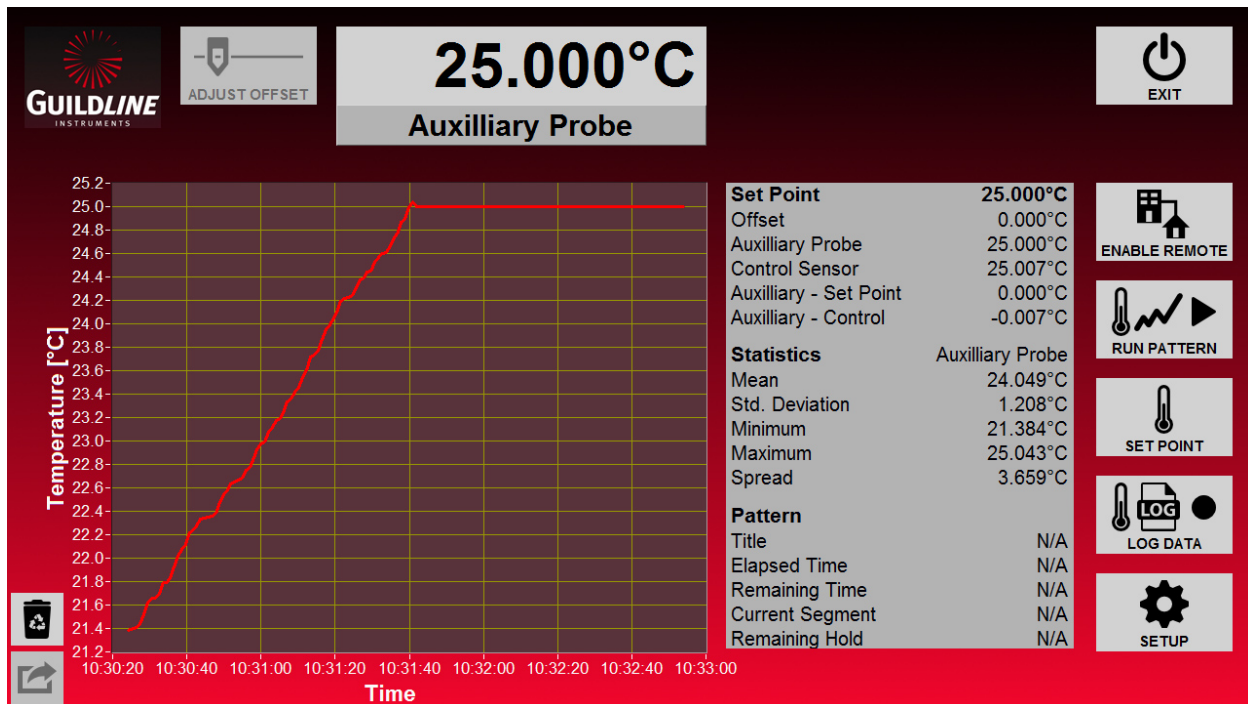 GUILDLINE
INSTRUMENTS
ADJUST OFFSET
25.000°C
Auxilliary Probe
EXIT
25.2
25.0
24.8
24.6
24.4
24.2
24.0
23.8
23.6
23.4
23.2
23.0
22.8
22.6
22.4
22.2
22.0
21.8
21.6
21.4
21.2
Temperature [°C]
10:30:20 10:30:40 10:31:00 10:31:20 10:31:40 10:32:00 10:32:20 10:32:40 10:33:00
Time
Set Point 25.000°C
Offset 0.000°C
Auxilliary Probe 25.000°C
Control Sensor 25.007°C
Auxilliary - Set Point 0.000°C
Auxilliary - Control -0.007°C
Statistics Auxilliary Probe
Mean 24.049°C
Std. Deviation 1.208°C
Minimum 21.384°C
Maximum 25.043°C
Spread 3.659°C
Pattern
Title N/A
Elapsed Time N/A
Remaining Time N/A
Current Segment N/A
Remaining Hold N/A
ENABLE REMOTE
RUN PATTERN
SET POINT
LOG
LOG DATA
SETUP